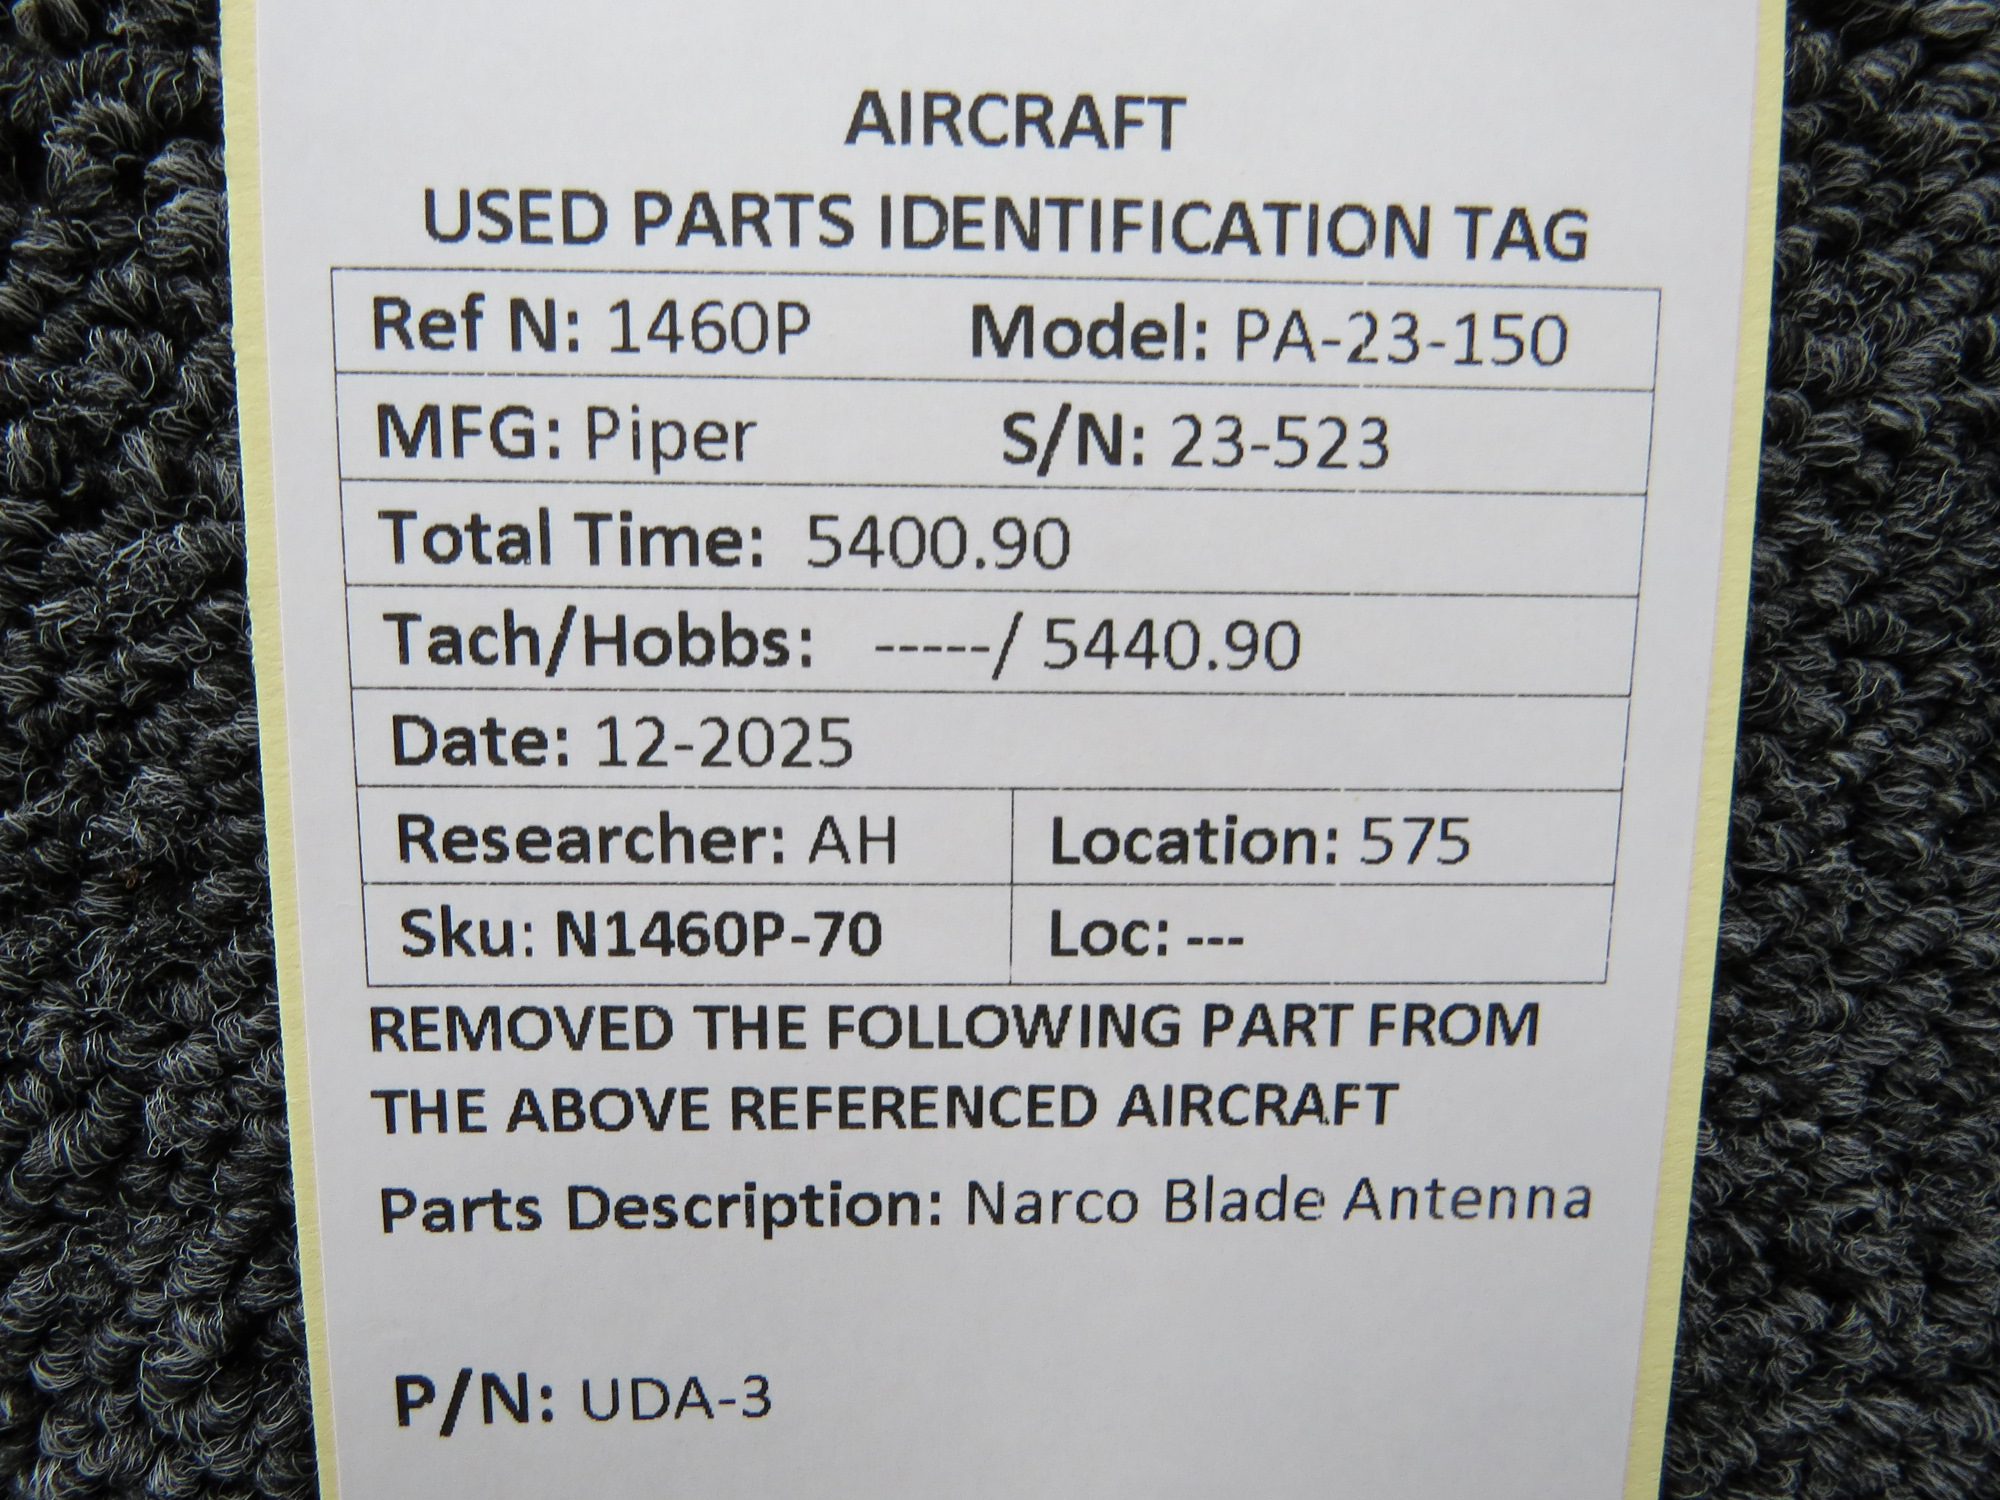 AIRCRAFT
USED PARTS IDENTIFICATION TAG
Ref N: 1460P Model: PA-23-150
MFG: Piper S/N: 23-523
Total Time: 5400.90
Tach/Hobbs: -----/ 5440.90
Date: 12-2025
Researcher: AH Location: 575
Sku: N1460P-70 Loc: ---
REMOVED THE FOLLOWING PART FROM
THE ABOVE REFERENCED AIRCRAFT
Parts Description: Narco Blade Antenna
P/N: UDA-3